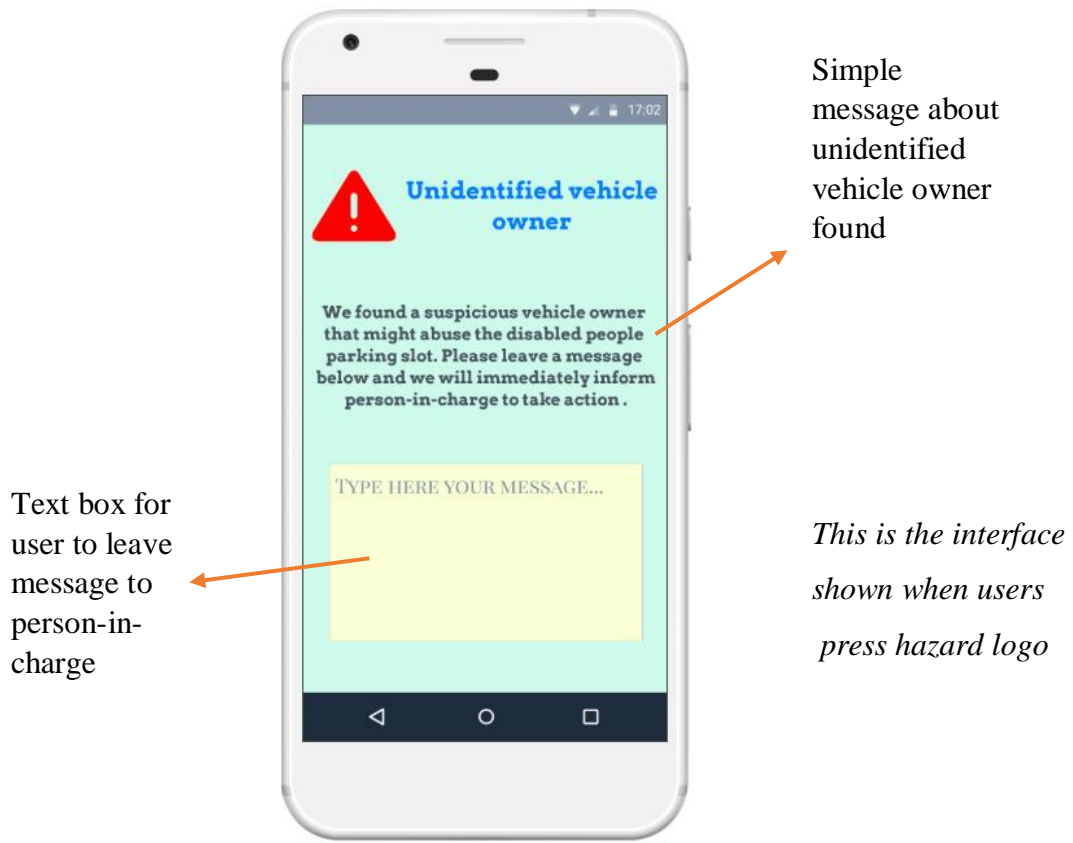 17:02
Unidentified vehicle
owner
We found a suspicious vehicle owner
that might abuse the disabled people
parking slot. Please leave a message
below and we will immediately inform
person-in-charge to take action .
TYPE HERE YOUR MESSAGE...
Simple
message about
unidentified
vehicle owner
found
Text box for
user to leave
message to
person-in-
charge
This is the interface
shown when users
press hazard logo